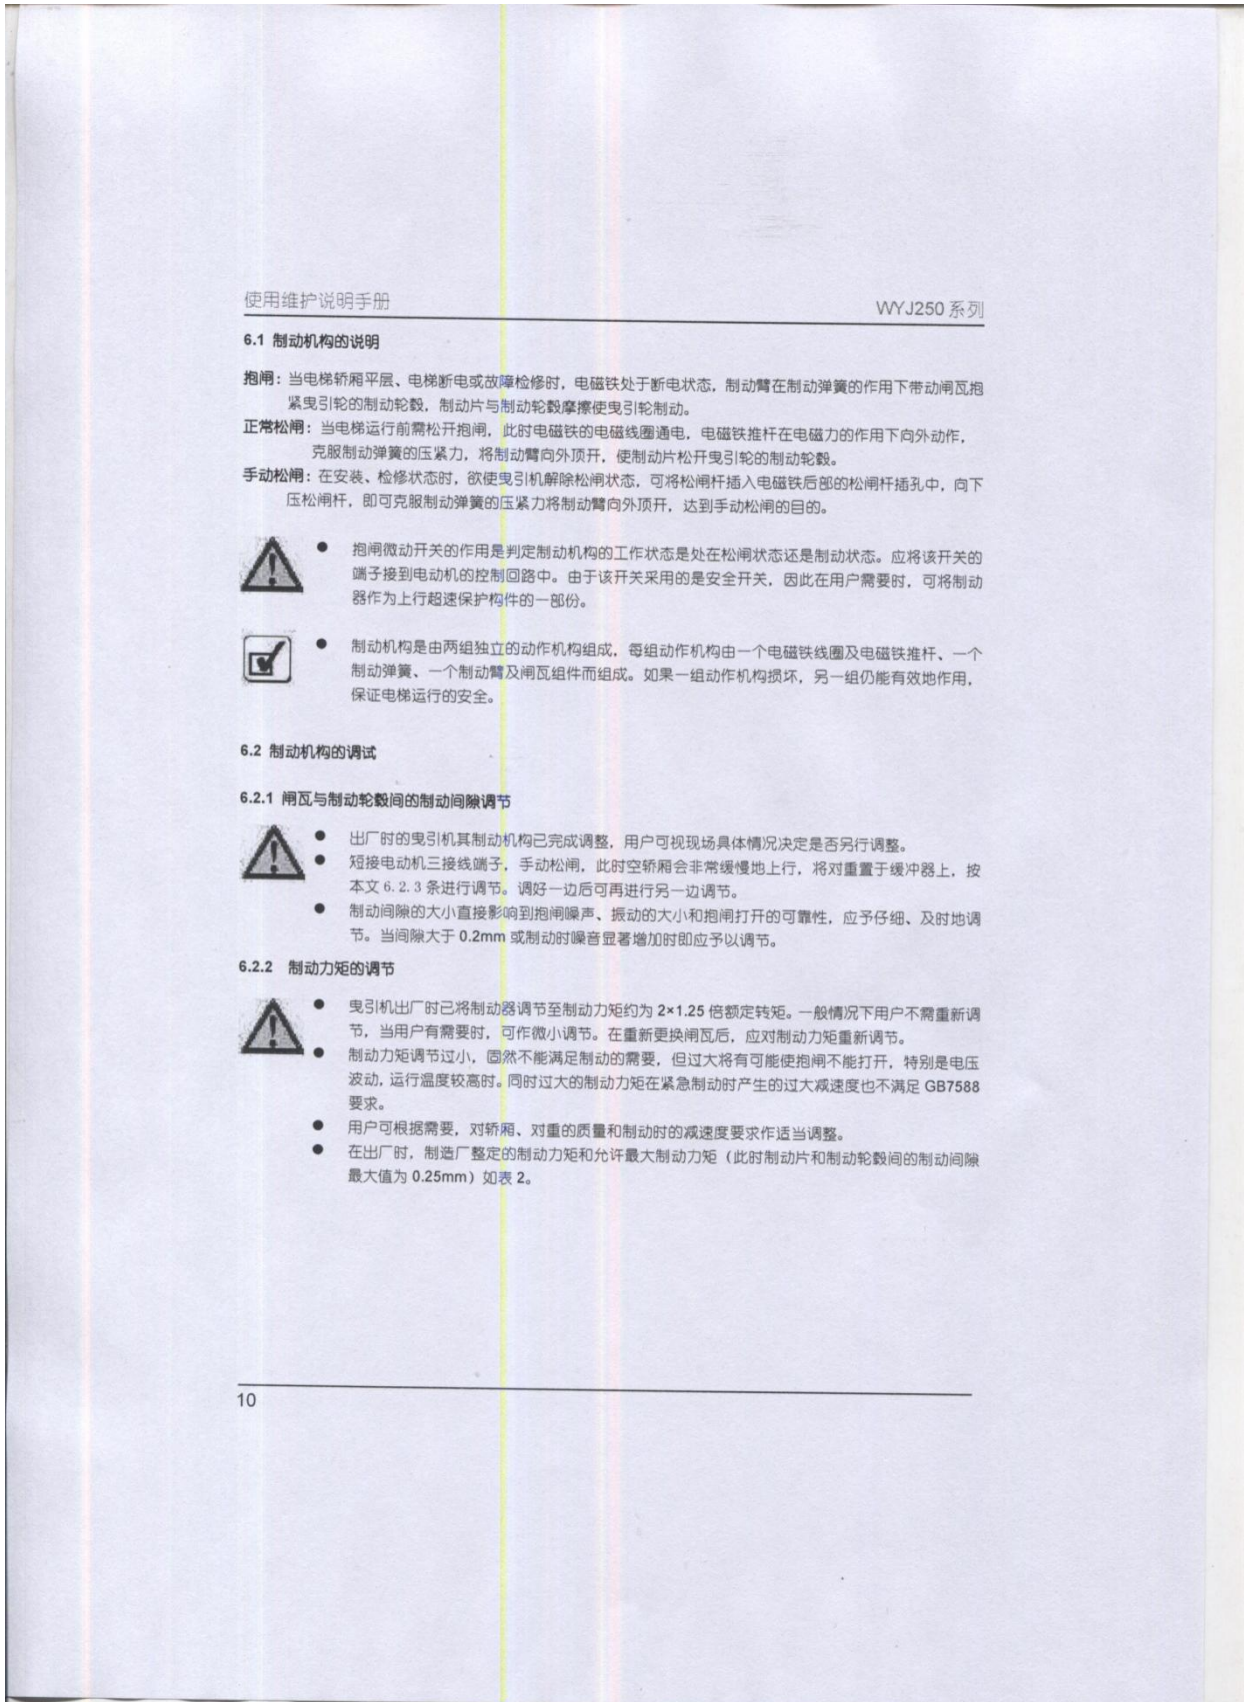 使用维护说明手册
WYJ250 系列
6.1 制动机构的说明
抱闸：当电梯轿厢平层、电梯断电或故障检修时，电磁铁处于断电状态，制动臂在制动弹簧的作用下带动闸瓦抱
紧曳引轮的制动轮毂，制动片与制动轮毂摩擦使曳引轮制动。
正常松闸：当电梯运行前需松开抱闸，此时电磁铁的电磁线圈通电，电磁铁推杆在电磁力的作用下向外动作，
克服制动弹簧的压紧力，将制动臂向外顶开，使制动片松开曳引轮的制动轮毂。
手动松闸：在安装、检修状态时，欲使曳引机解除松闸状态，可将松闸杆插入电磁铁后部的松闸杆插孔中，向下
压松闸杆，即可克服制动弹簧的压紧力将制动臂向外顶开，达到手动松闸的目的。
● 抱闸微动开关的作用是判定制动机构的工作状态是处在松闸状态还是制动状态。应将该开关的
端子接到电动机的控制回路中。由于该开关采用的是安全开关，因此在用户需要时，可将制动
器作为上行超速保护构件的一部份。
● 制动机构是由两组独立的动作机构组成，每组动作机构由一个电磁铁线圈及电磁铁推杆、一个
制动弹簧、一个制动臂及闸瓦组件而组成。如果一组动作机构损坏，另一组仍能有效地作用，
保证电梯运行的安全。
6.2 制动机构的调试
6.2.1 闸瓦与制动轮毂间的制动间隙调节
● 出厂时的曳引机其制动机构已完成调整，用户可视现场具体情况决定是否另行调整。
● 短接电动机三接线端子，手动松闸，此时空轿厢会非常缓慢地上行，将对重置于缓冲器上，按
本文 6.2.3 条进行调节。调好一边后可再进行另一边调节。
● 制动间隙的大小直接影响到抱闸噪声、振动的大小和抱闸打开的可靠性，应予仔细、及时地调
节。当间隙大于 0.2mm 或制动时噪音显著增加时即应予以调节。
6.2.2 制动力矩的调节
● 曳引机出厂时已将制动器调节至制动力矩约为 2×1.25 倍额定转矩。一般情况下用户不需重新调
节，当用户有需要时，可作微小调节。在重新更换闸瓦后，应对制动力矩重新调节。
● 制动力矩调节过小，固然不能满足制动的需要，但过大将有可能使抱闸不能打开，特别是电压
波动，运行温度较高时。同时过大的制动力矩在紧急制动时产生的过大减速度也不满足 GB7588
要求。
● 用户可根据需要，对轿厢、对重的质量和制动时的减速度要求作适当调整。
● 在出厂时，制造厂整定的制动力矩和允许最大制动力矩（此时制动片和制动轮毂间的制动间隙
最大值为 0.25mm）如表 2。
10